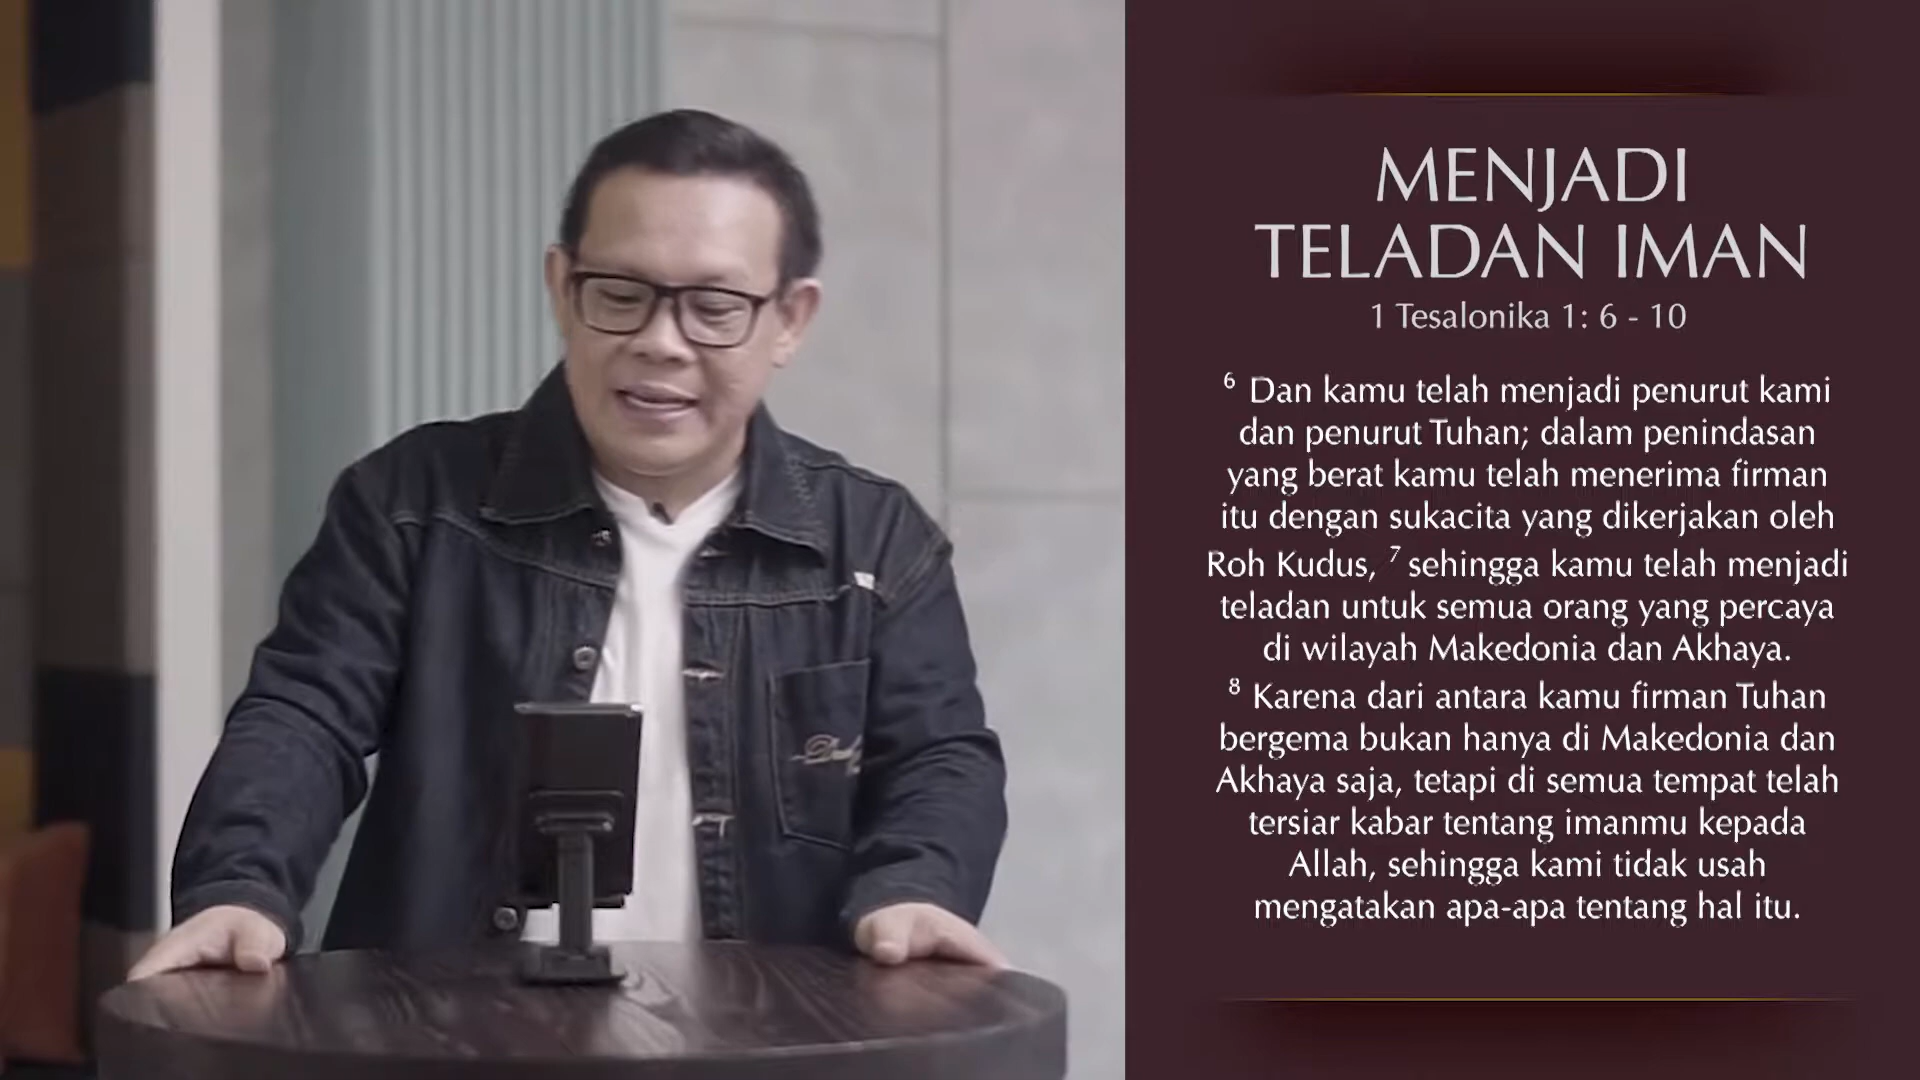 MENJADI
TELADAN IMAN
1 Tesalonika 1: 6 - 10
6 Dan kamu telah menjadi penurut kami
dan penurut Tuhan; dalam penindasan
yang berat kamu telah menerima firman
itu dengan sukacita yang dikerjakan oleh
Roh Kudus, 7 sehingga kamu telah menjadi
teladan untuk semua orang yang percaya
di wilayah Makedonia dan Akhaya.
8 Karena dari antara kamu firman Tuhan
bergema bukan hanya di Makedonia dan
Akhaya saja, tetapi di semua tempat telah
tersiar kabar tentang imanmu kepada
Allah, sehingga kami tidak usah
mengatakan apa-apa tentang hal itu.